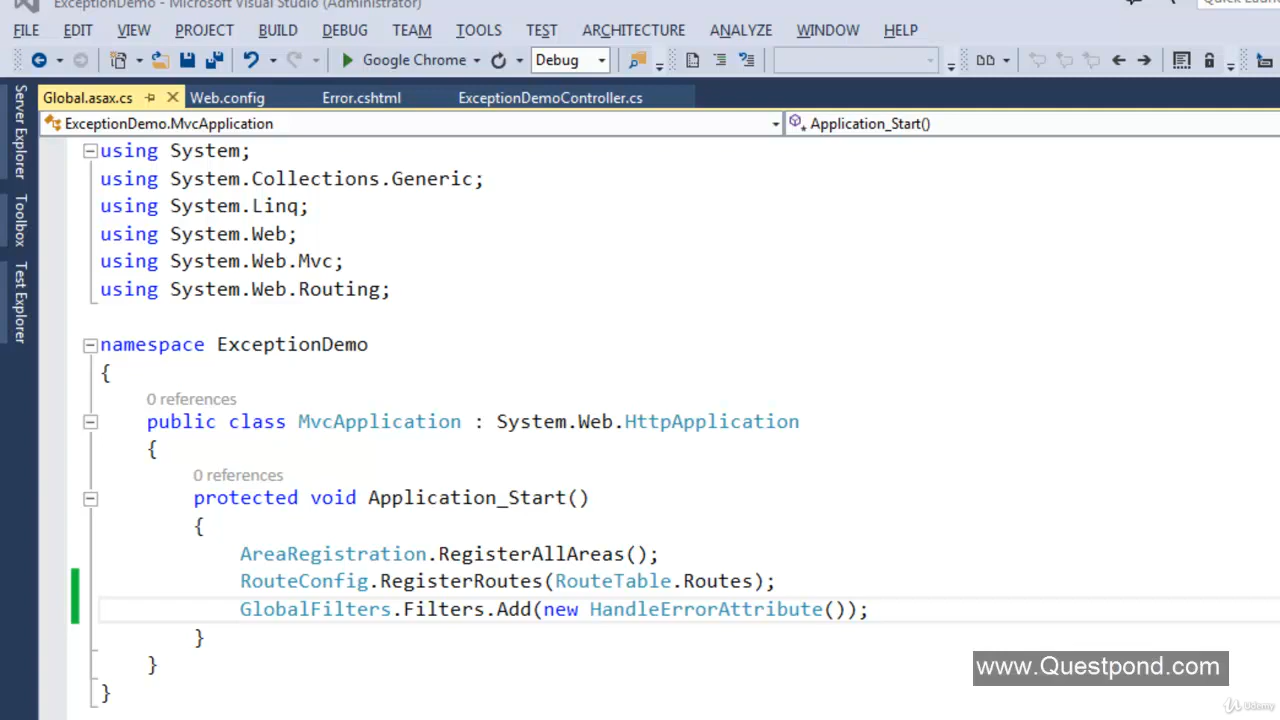 ExceptionDemo - Microsoft Visual Studio (Administrator)
Quick Laun
FILE EDIT VIEW PROJECT BUILD DEBUG TEAM TOOLS TEST ARCHITECTURE ANALYZE WINDOW HELP
Google Chrome Debug
Global.asax.cs Web.config Error.cshtml ExceptionDemoController.cs
ExceptionDemo.MvcApplication Application_Start()
Server Explorer
Toolbox
Test Explorer
using System;
using System.Collections.Generic;
using System.Linq;
using System.Web;
using System.Web.Mvc;
using System.Web.Routing;
namespace ExceptionDemo
{
0 references
public class MvcApplication : System.Web.HttpApplication
{
0 references
protected void Application_Start()
{
AreaRegistration.RegisterAllAreas();
RouteConfig.RegisterRoutes(RouteTable.Routes);
GlobalFilters.Filters.Add(new HandleErrorAttribute());
}
}
}
www.Questpond.com
Udemy